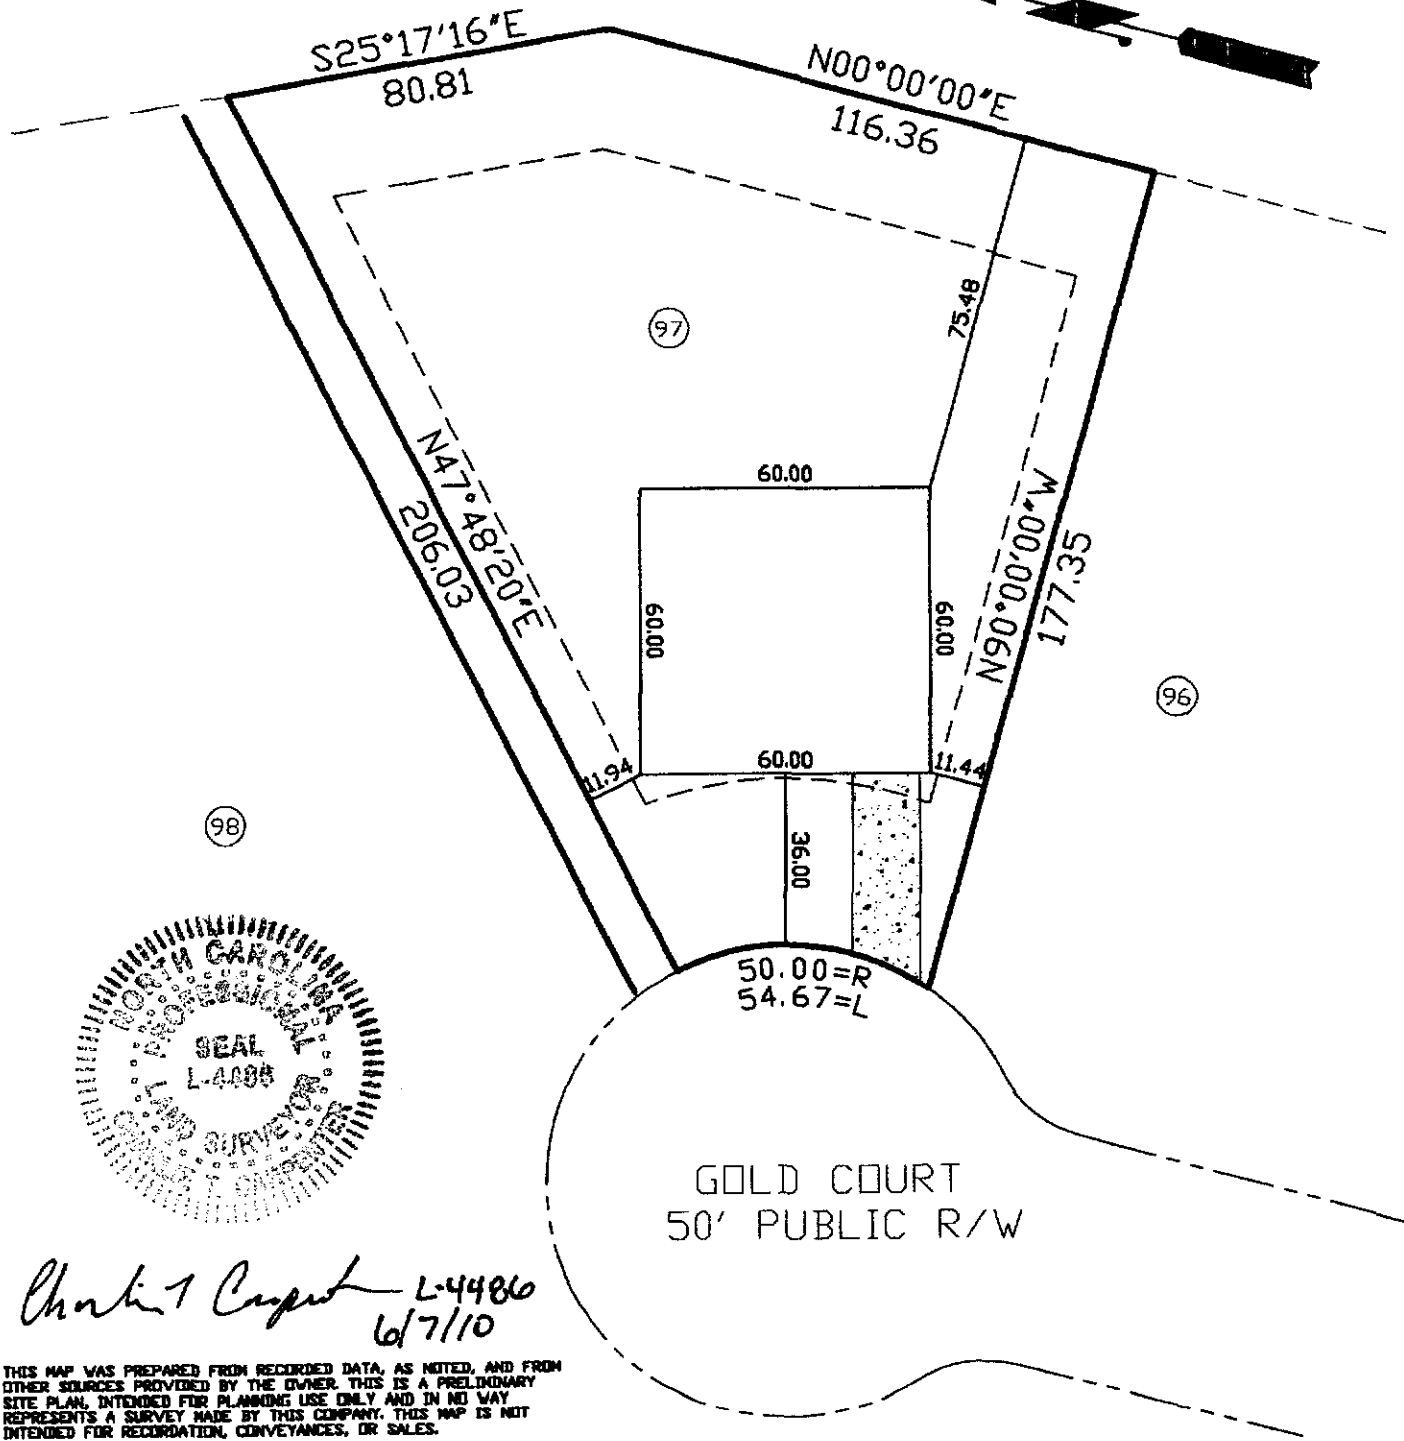 S25°17'16"E
80.81
N00°00'00"E
116.36
75.48
97
N47°48'20"E
206.03
60.00
60.00
60.00
60.00
N90°00'00"W
177.35
96
11.94
11.44
36.00
98
50.00=R
54.67=L
NORTH CAROLINA
PROFESSIONAL
SEAL
LAND SURVEYOR
GOLD COURT
50' PUBLIC R/W
L-4486
6/7/10
THIS MAP WAS PREPARED FROM RECORDED DATA, AS NOTED, AND FROM
OTHER SOURCES PROVIDED BY THE OWNER. THIS IS A PRELIMINARY
SITE PLAN, INTENDED FOR PLANNING USE ONLY AND IN NO WAY
REPRESENTS A SURVEY MADE BY THIS COMPANY. THIS MAP IS NOT
INTENDED FOR RECORDATION, CONVEYANCES, OR SALES.